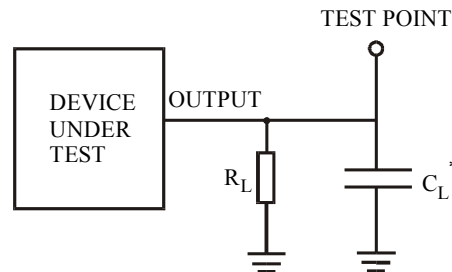 TEST POINT
DEVICE
UNDER
TEST
OUTPUT
RL
CL*